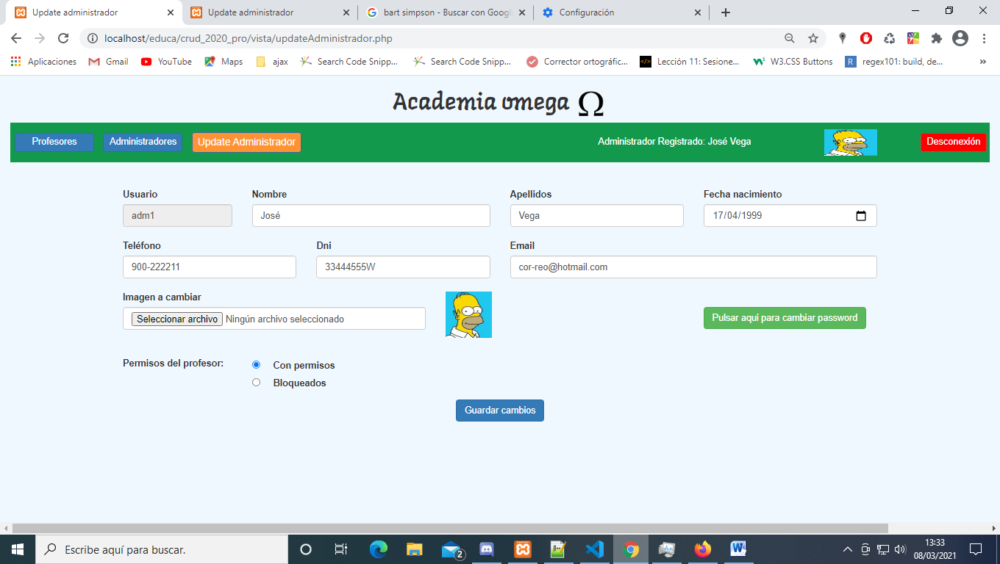 Update administrador
Update administrador
bart simpson - Buscar con Googl
Configuración
localhost/educa/crud_2020_pro/vista/updateAdministrador.php
Aplicaciones
Gmail
YouTube
Maps
ajax
Search Code Snipp...
Search Code Snipp...
Corrector ortográfic...
Lección 11: Sesione...
W3.CSS Buttons
regex101: build, de...
»
Academia omega Ω
Profesores
Administradores
Update Administrador
Administrador Registrado: José Vega
Desconexión
Usuario
Nombre
Apellidos
Fecha nacimiento
adm1
José
Vega
17/04/1999
Teléfono
Dni
Email
900-222211
33444555W
cor-reo@hotmail.com
Imagen a cambiar
Seleccionar archivo Ningún archivo seleccionado
Pulsar aqui para cambiar password
Permisos del profesor:
Con permisos
Bloqueados
Guardar cambios
Escribe aquí para buscar.
2
13:33
08/03/2021